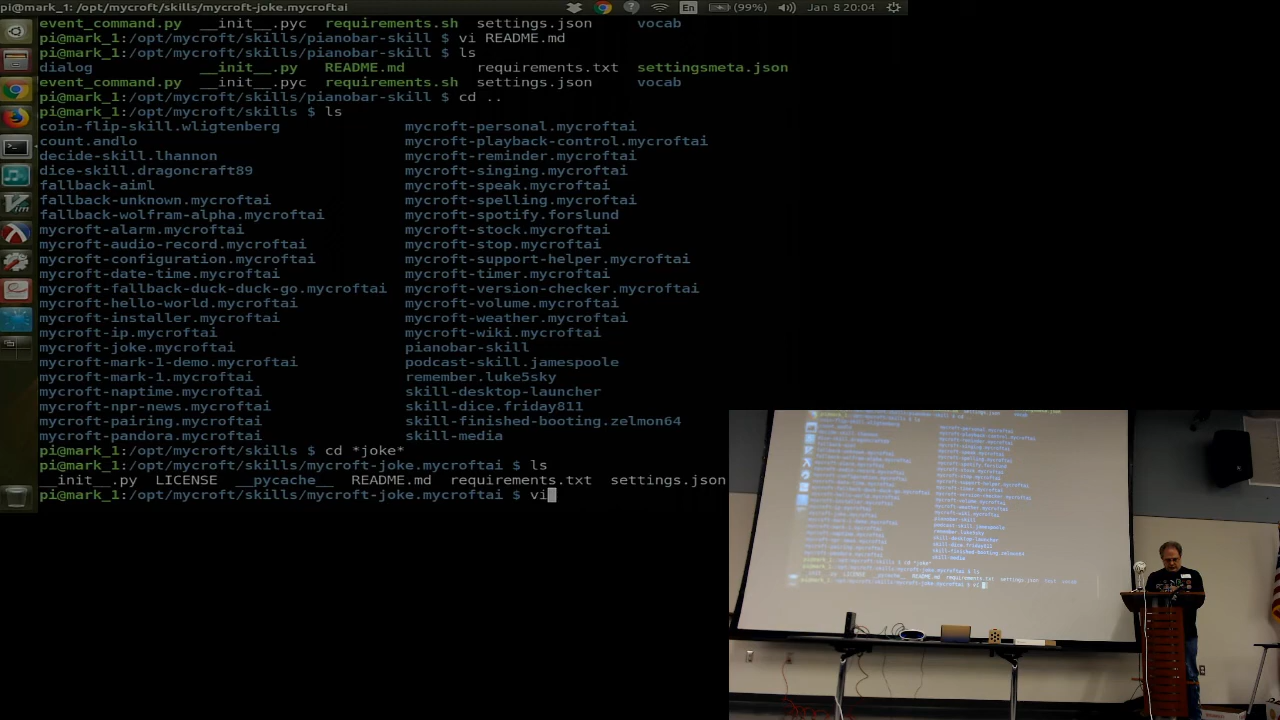 pi@mark_1: /opt/mycroft/skills/mycroft-joke.mycroftai En (99%) Jan 8 20:04
event_command.py __init__.pyc requirements.sh settings.json vocab
pi@mark_1:/opt/mycroft/skills/pianobar-skill $ vi README.md
pi@mark_1:/opt/mycroft/skills/pianobar-skill $ ls
dialog __init__.py README.md requirements.txt settingsmeta.json
event_command.py __init__.pyc requirements.sh settings.json vocab
pi@mark_1:/opt/mycroft/skills/pianobar-skill $ cd ..
pi@mark_1:/opt/mycroft/skills $ ls
coin-flip-skill.wligtenberg mycroft-personal.mycroftai
count.andlo mycroft-playback-control.mycroftai
decide-skill.lhannon mycroft-reminder.mycroftai
dice-skill.dragoncraft89 mycroft-singing.mycroftai
fallback-aiml mycroft-speak.mycroftai
fallback-unknown.mycroftai mycroft-spelling.mycroftai
fallback-wolfram-alpha.mycroftai mycroft-spotify.forslund
mycroft-alarm.mycroftai mycroft-stock.mycroftai
mycroft-audio-record.mycroftai mycroft-stop.mycroftai
mycroft-configuration.mycroftai mycroft-support-helper.mycroftai
mycroft-date-time.mycroftai mycroft-timer.mycroftai
mycroft-fallback-duck-duck-go.mycroftai mycroft-version-checker.mycroftai
mycroft-hello-world.mycroftai mycroft-volume.mycroftai
mycroft-installer.mycroftai mycroft-weather.mycroftai
mycroft-ip.mycroftai mycroft-wiki.mycroftai
mycroft-joke.mycroftai pianobar-skill
mycroft-mark-1-demo.mycroftai podcast-skill.jamespoole
mycroft-mark-1.mycroftai remember.luke5sky
mycroft-naptime.mycroftai skill-desktop-launcher
mycroft-npr-news.mycroftai skill-dice.friday811
mycroft-pairing.mycroftai skill-finished-booting.zelmon64
mycroft-pandora.mycroftai skill-media
pi@mark_1:/opt/mycroft/skills $ cd *joke*
pi@mark_1:/opt/mycroft/skills/mycroft-joke.mycroftai $ ls
__init__.py LICENSE __pycache__ README.md requirements.txt settings.json
pi@mark_1:/opt/mycroft/skills/mycroft-joke.mycroftai $ vi